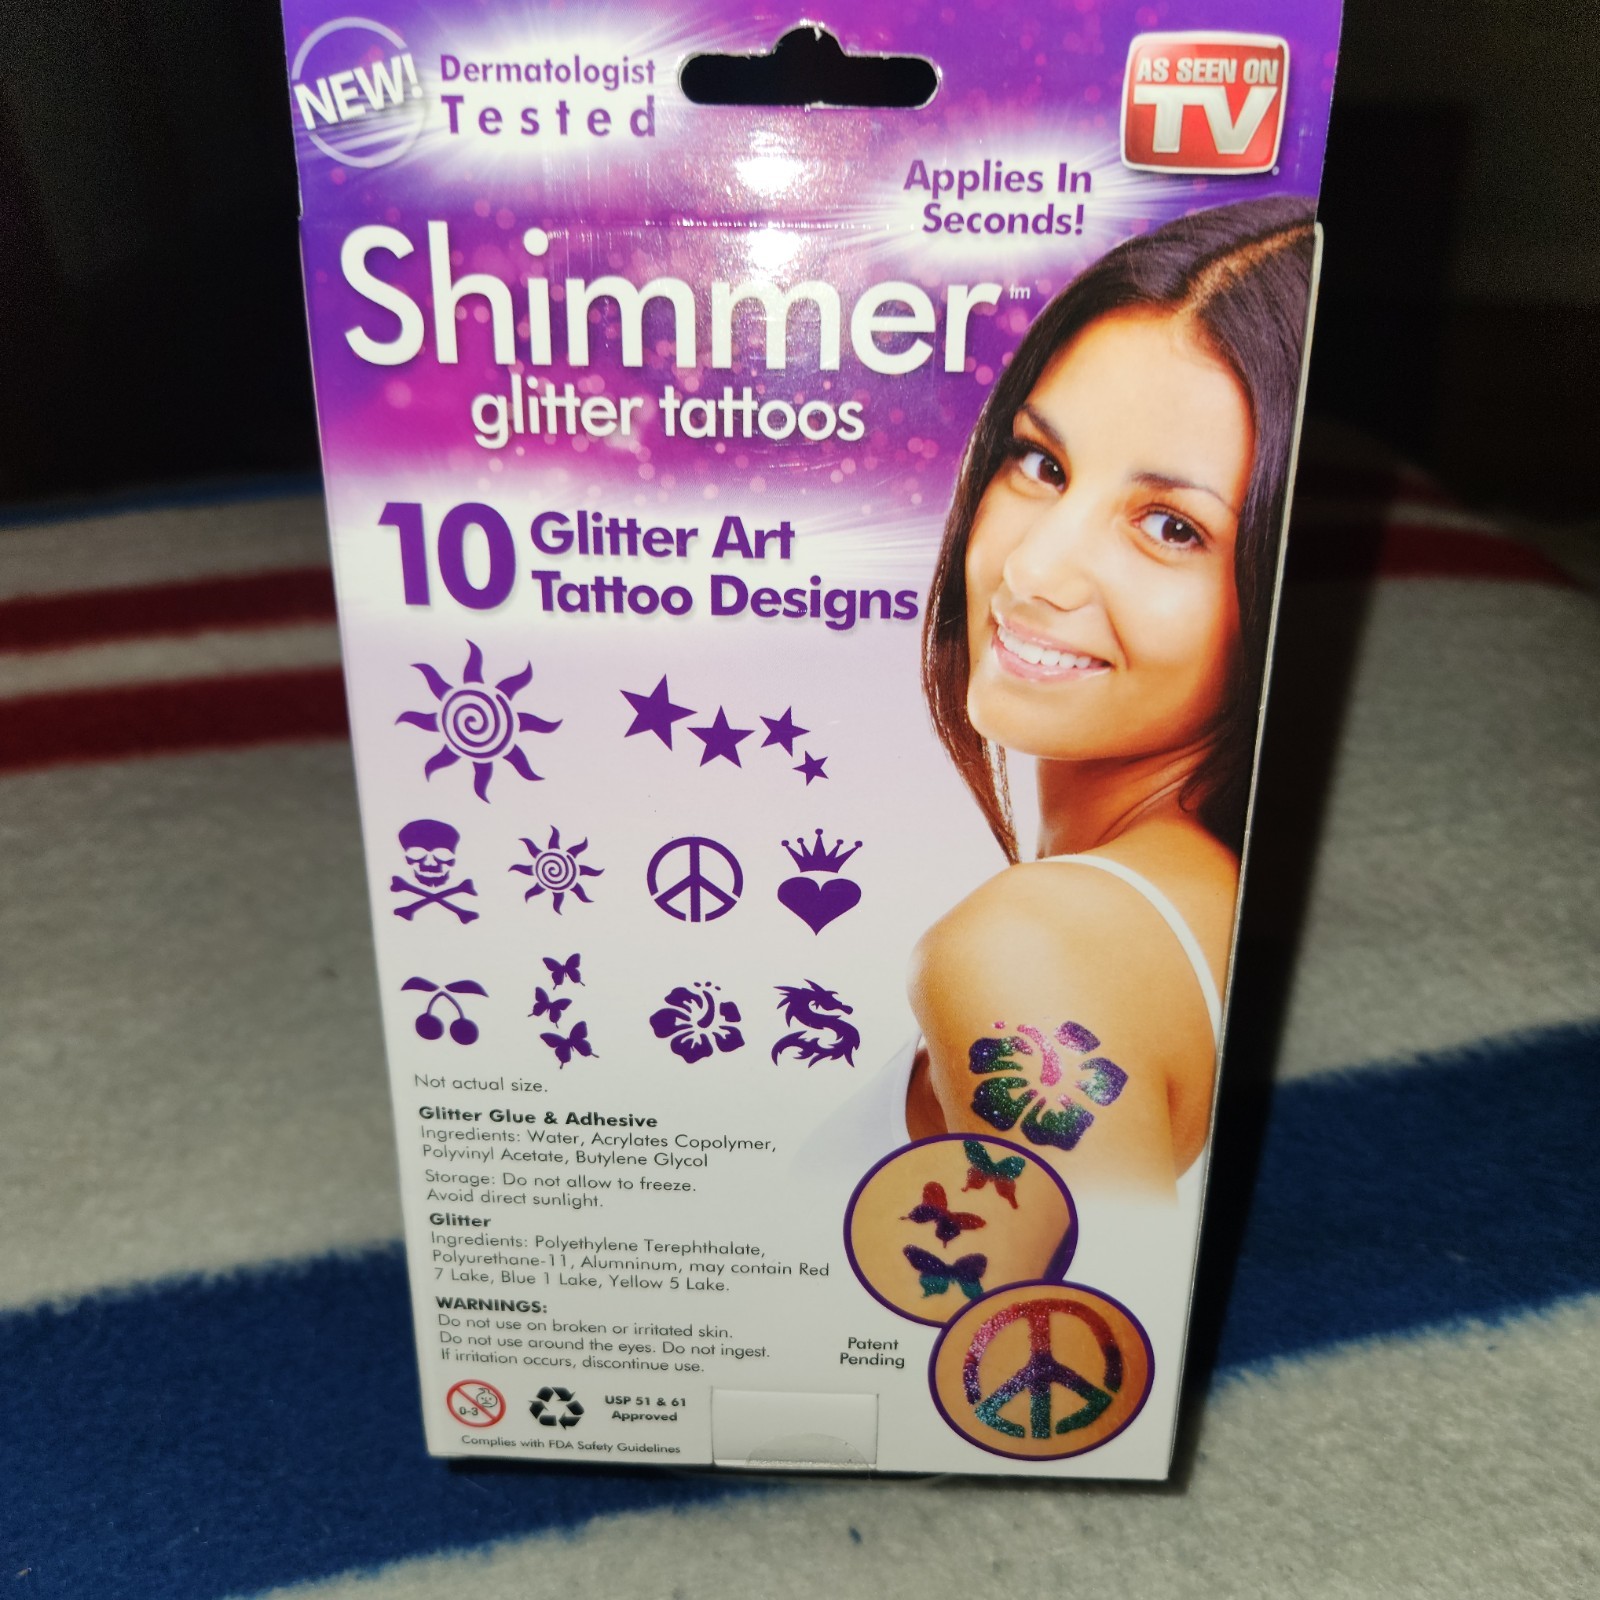 NEW!
Dermatologist
Tested
AS SEEN ON
TV
Applies In
Seconds!
Shimmer™
glitter tattoos
10 Glitter Art
Tattoo Designs
Not actual size.
Glitter Glue & Adhesive
Ingredients: Water, Acrylates Copolymer,
Polyvinyl Acetate, Butylene Glycol
Storage: Do not allow to freeze.
Avoid direct sunlight.
Glitter
Ingredients: Polyethylene Terephthalate,
Polyurethane-11, Alumninum, may contain Red
7 Lake, Blue 1 Lake, Yellow 5 Lake.
WARNINGS:
Do not use on broken or irritated skin.
Do not use around the eyes. Do not ingest.
If irritation occurs, discontinue use.
Patent
Pending
0-3
USP 51 & 61
Approved
Complies with FDA Safety Guidelines